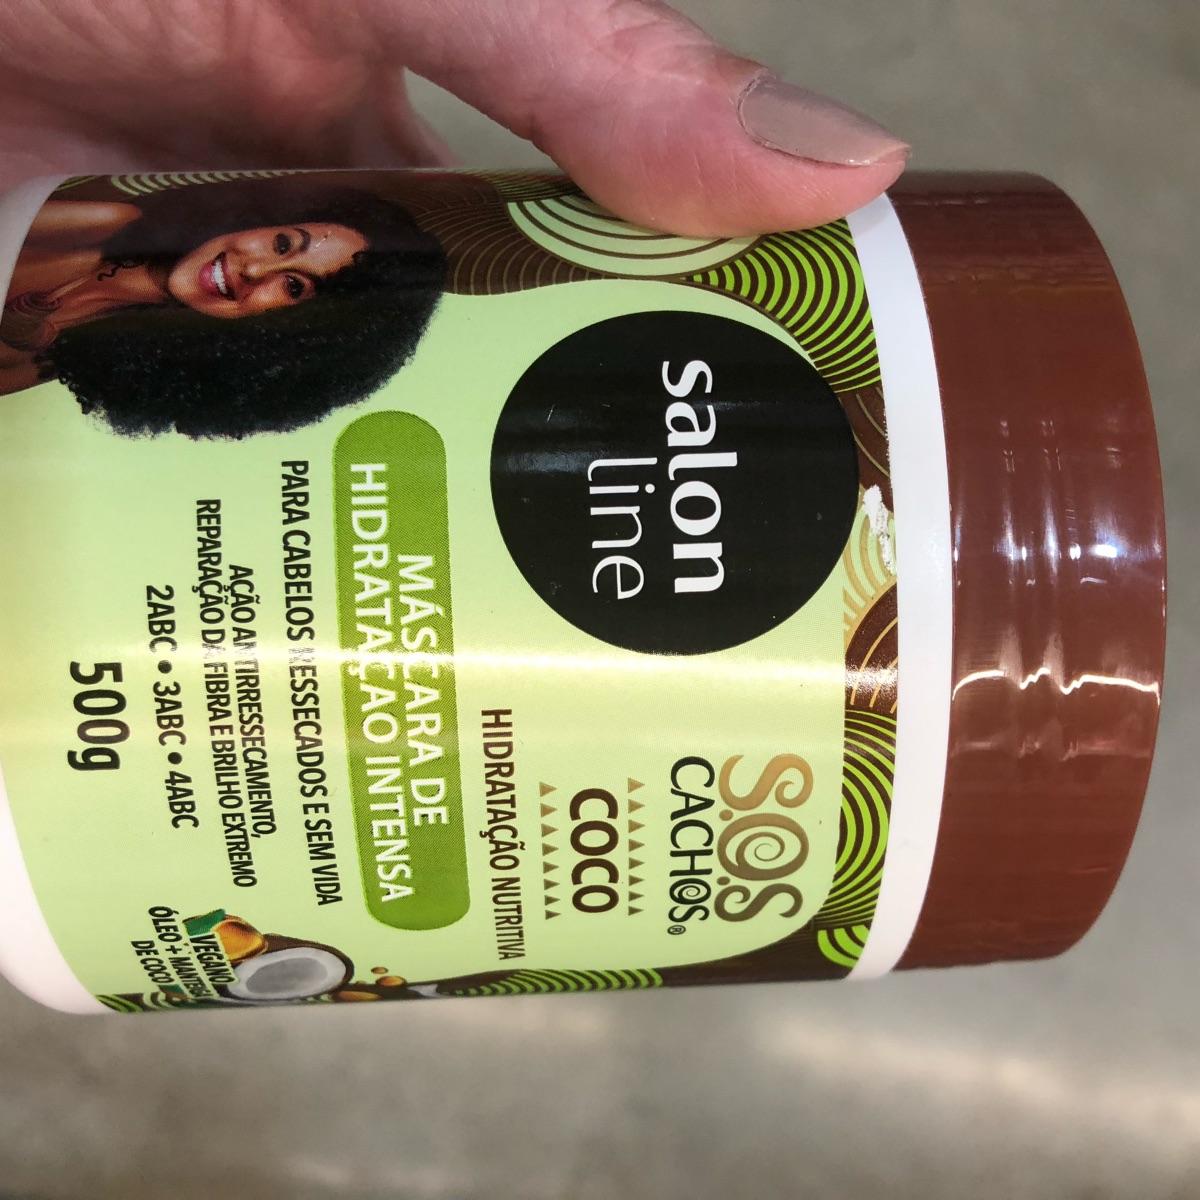 salon
line
S.O.S
CACHOS®
COCO
HIDRATAÇÃO NUTRITIVA
MÁSCARA DE
HIDRATAÇÃO INTENSA
PARA CABELOS RESSECADOS E SEM VIDA
AÇÃO ANTIRRESSECAMENTO,
REPARAÇÃO DA FIBRA E BRILHO EXTREMO
2ABC • 3ABC • 4ABC
500g
VEGANO
ÓLEO + MANTEIGA
DE COCO